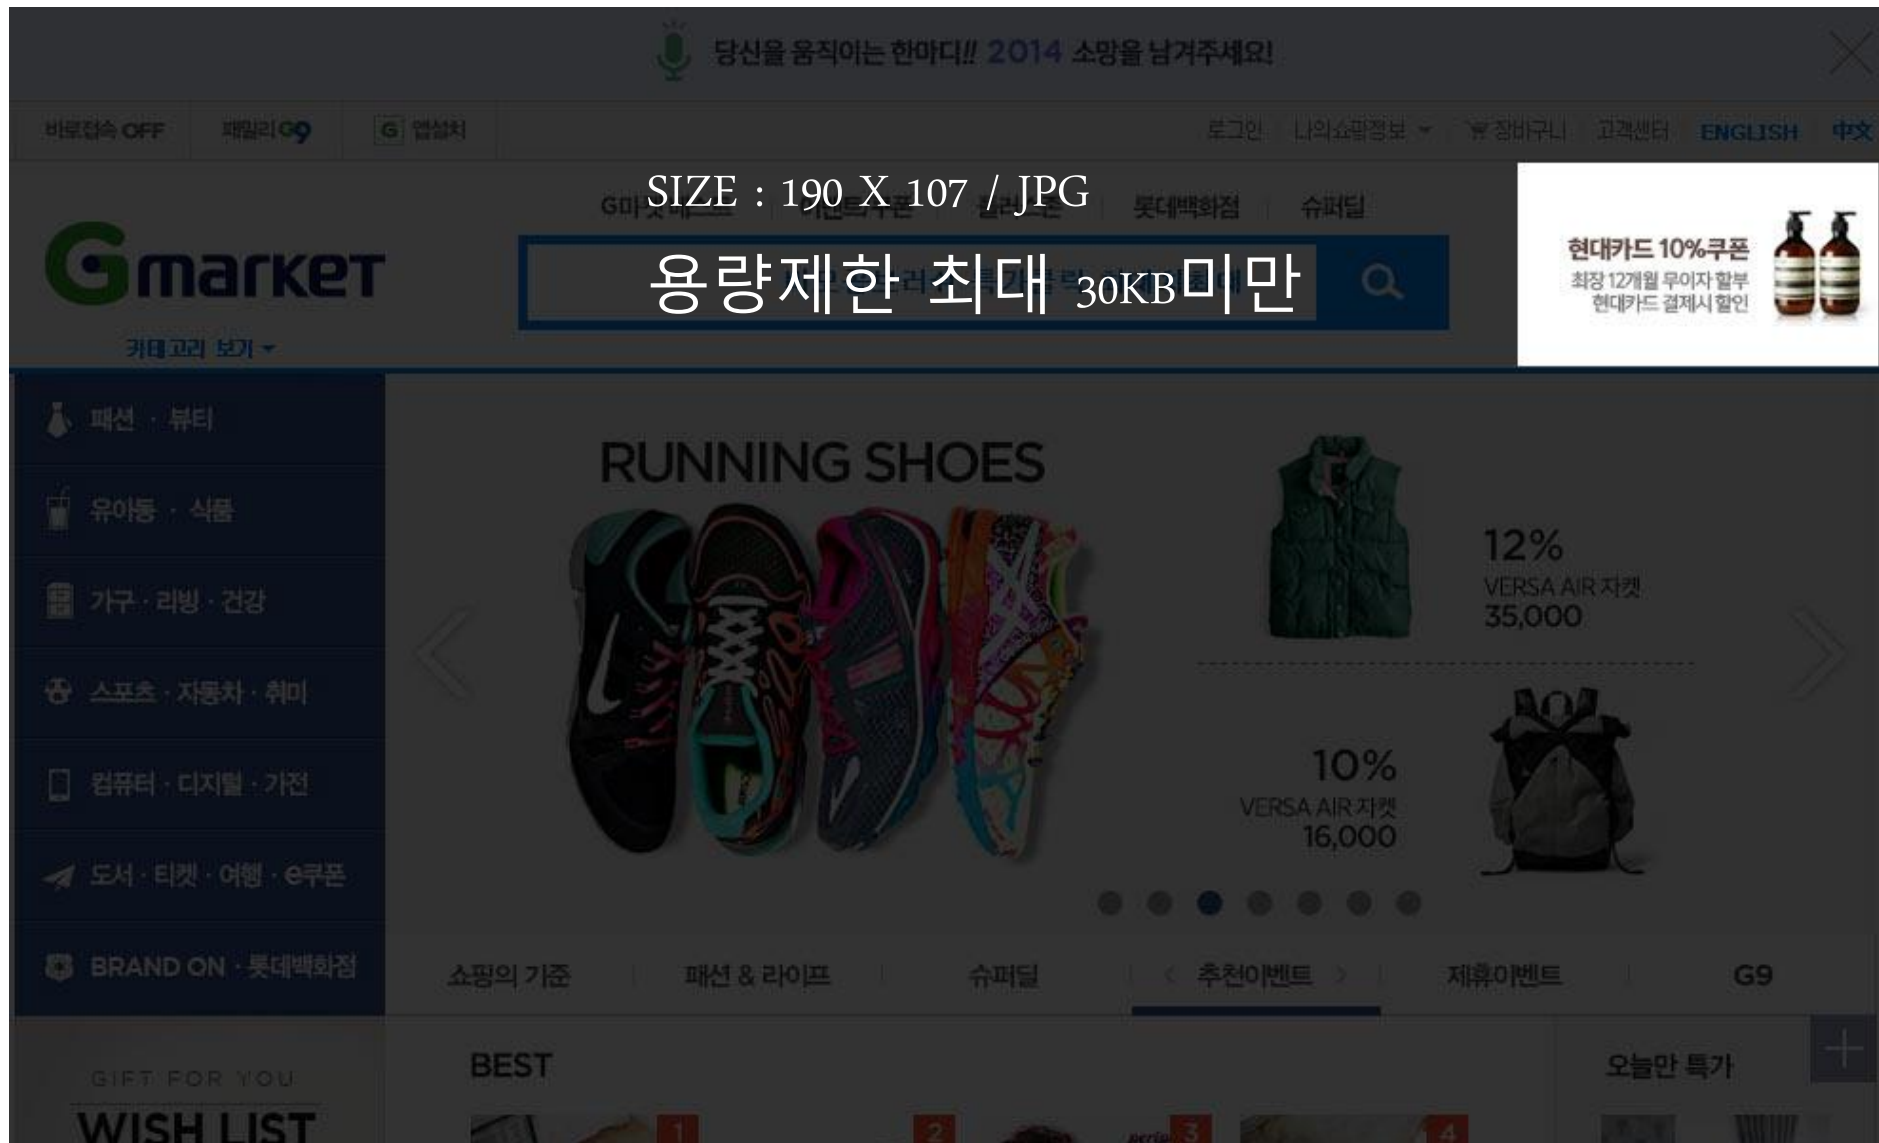 당신을 움직이는 한마디!! 2014 소망을 남겨주세요!
바로접속 OFF 패밀리 G9 G 앱설치 로그인 나의쇼핑정보 장바구니 고객센터 ENGLISH 中文
SIZE : 190 X 107 / JPG
롯데백화점 슈퍼딜
Gmarket
용량제한 최대 30KB미만
현대카드 10%쿠폰
최장 12개월 무이자 할부
현대카드 결제시 할인
카테고리 보기
패션 · 뷰티
유아동 · 식품
가구 · 리빙 · 건강
스포츠 · 자동차 · 취미
컴퓨터 · 디지털 · 가전
도서 · 티켓 · 여행 · e쿠폰
BRAND ON · 롯데백화점
RUNNING SHOES
12%
VERSA AIR 자켓
35,000
10%
VERSA AIR 자켓
16,000
쇼핑의 기준 패션 & 라이프 슈퍼딜 < 추천이벤트 > 제휴이벤트 G9
GIFT FOR YOU
WISH LIST
BEST
오늘만 특가
1 2 3 4